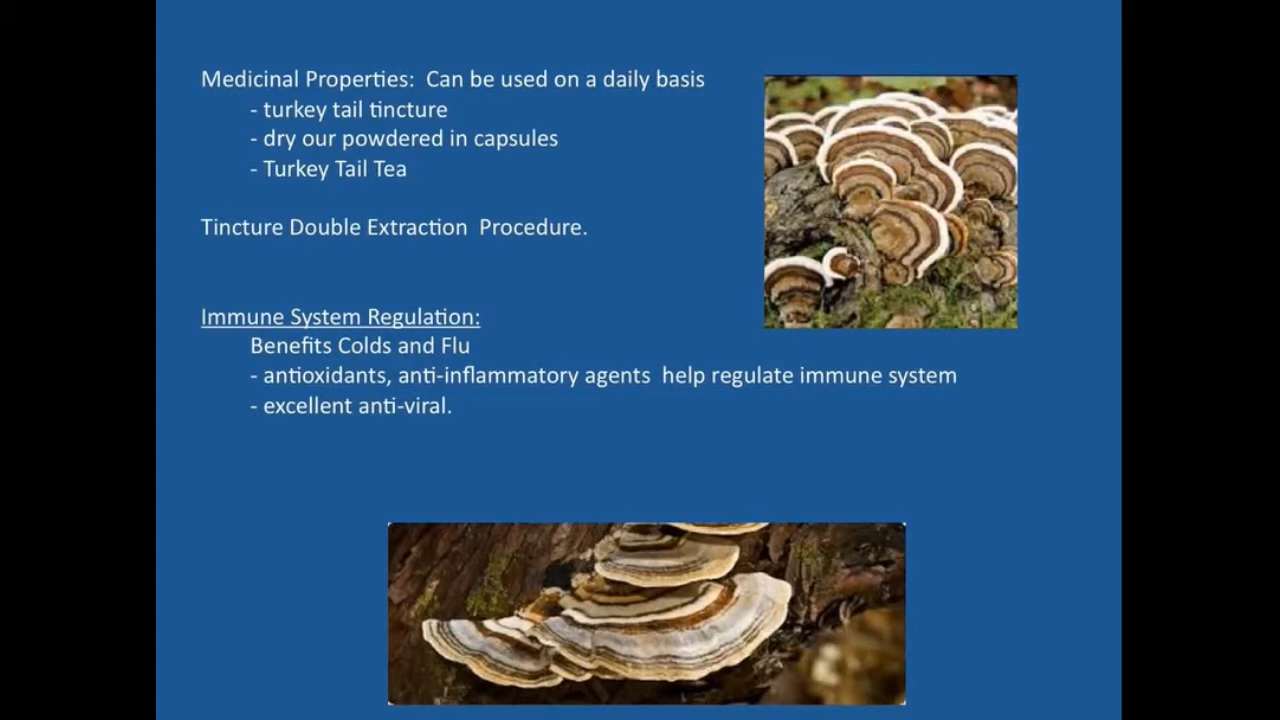 Medicinal Properties:  Can be used on a daily basis
- turkey tail tincture
- dry our powdered in capsules
- Turkey Tail Tea
Tincture Double Extraction  Procedure.
Immune System Regulation:
Benefits Colds and Flu
- antioxidants, anti-inflammatory agents  help regulate immune system
- excellent anti-viral.